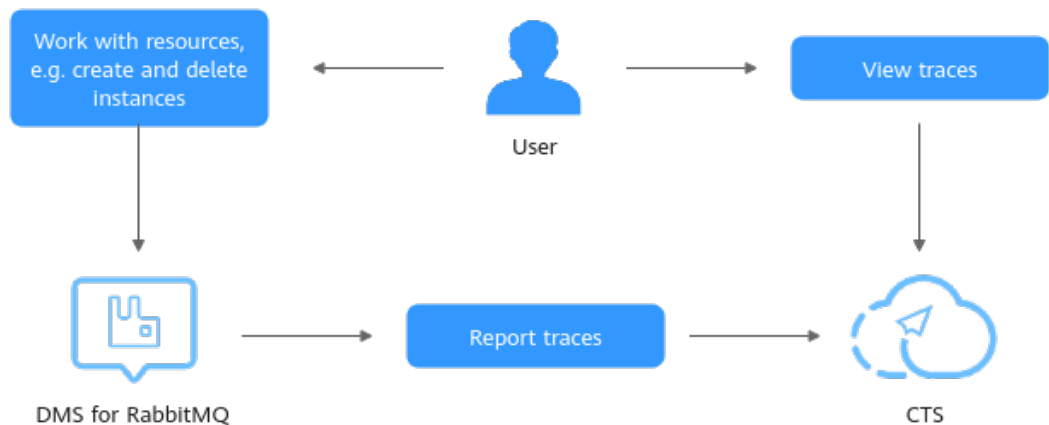 Work with resources,
e.g. create and delete
instances
User
View traces
Report traces
DMS for RabbitMQ
CTS